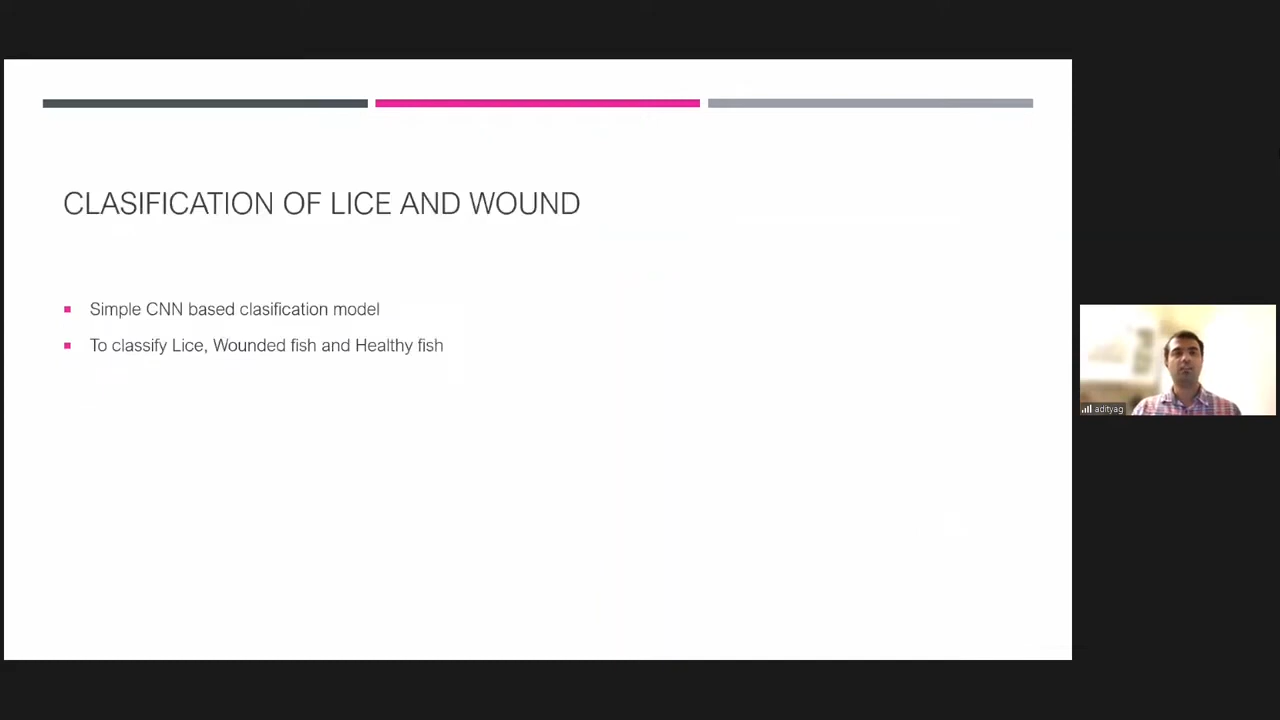 CLASIFICATION OF LICE AND WOUND
Simple CNN based clasification model
To classify Lice, Wounded fish and Healthy fish
adityag